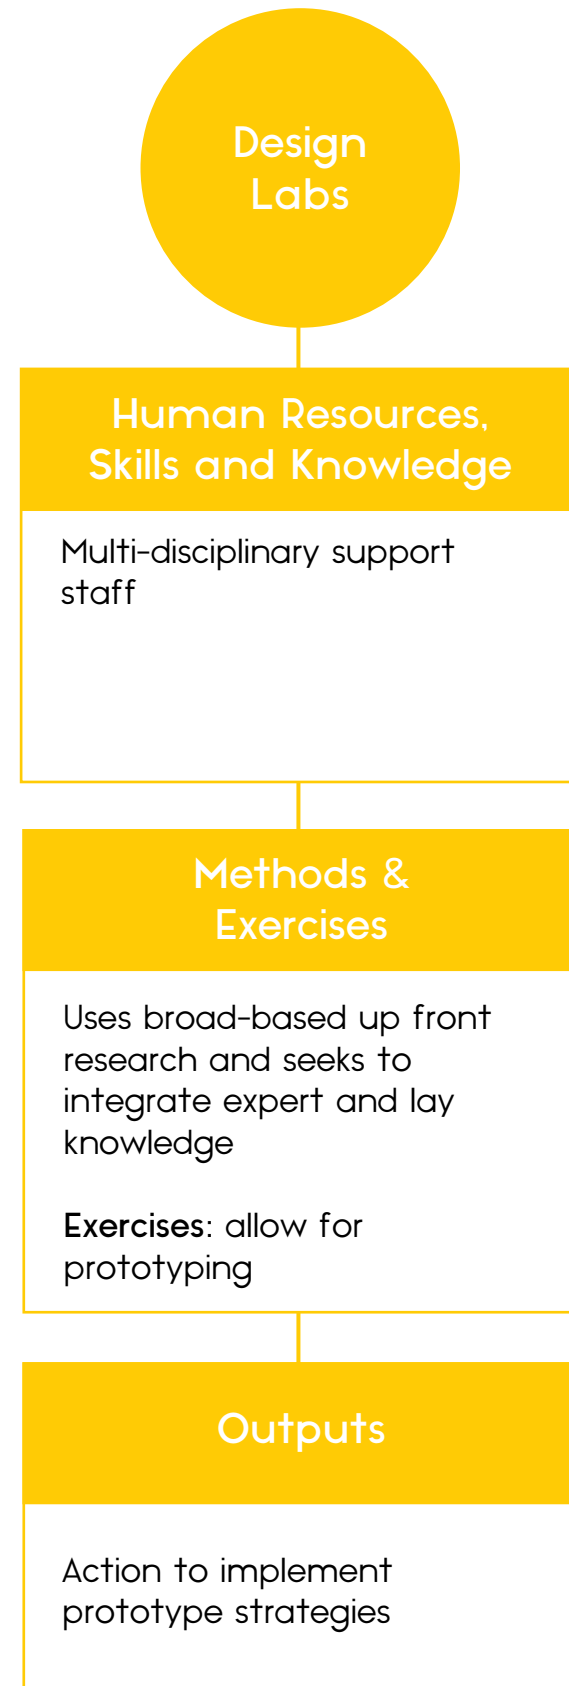 Design
Labs
Human Resources,
Skills and Knowledge
Multi-disciplinary support
staff
Methods &
Exercises
Uses broad-based up front
research and seeks to
integrate expert and lay
knowledge
Exercises: allow for
prototyping
Outputs
Action to implement
prototype strategies